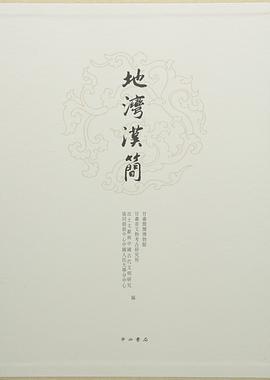 地灣漢簡
甘肅簡牘博物館
甘肅省文物考古研究所
出土文獻與中國古代文明研究
協同創新中心中國人民大學分中心
編
中西書局